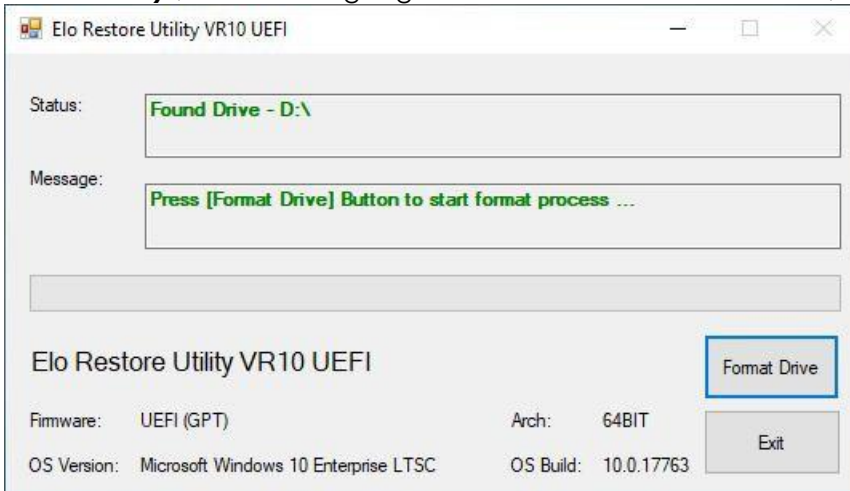 Elo Restore Utility VR10 UEFI
Status:
Found Drive - D:\
Message:
Press [Format Drive] Button to start format process ...
Elo Restore Utility VR10 UEFI
Format Drive
Firmware: UEFI (GPT) Arch: 64BIT
Exit
OS Version: Microsoft Windows 10 Enterprise LTSC OS Build: 10.0.17763